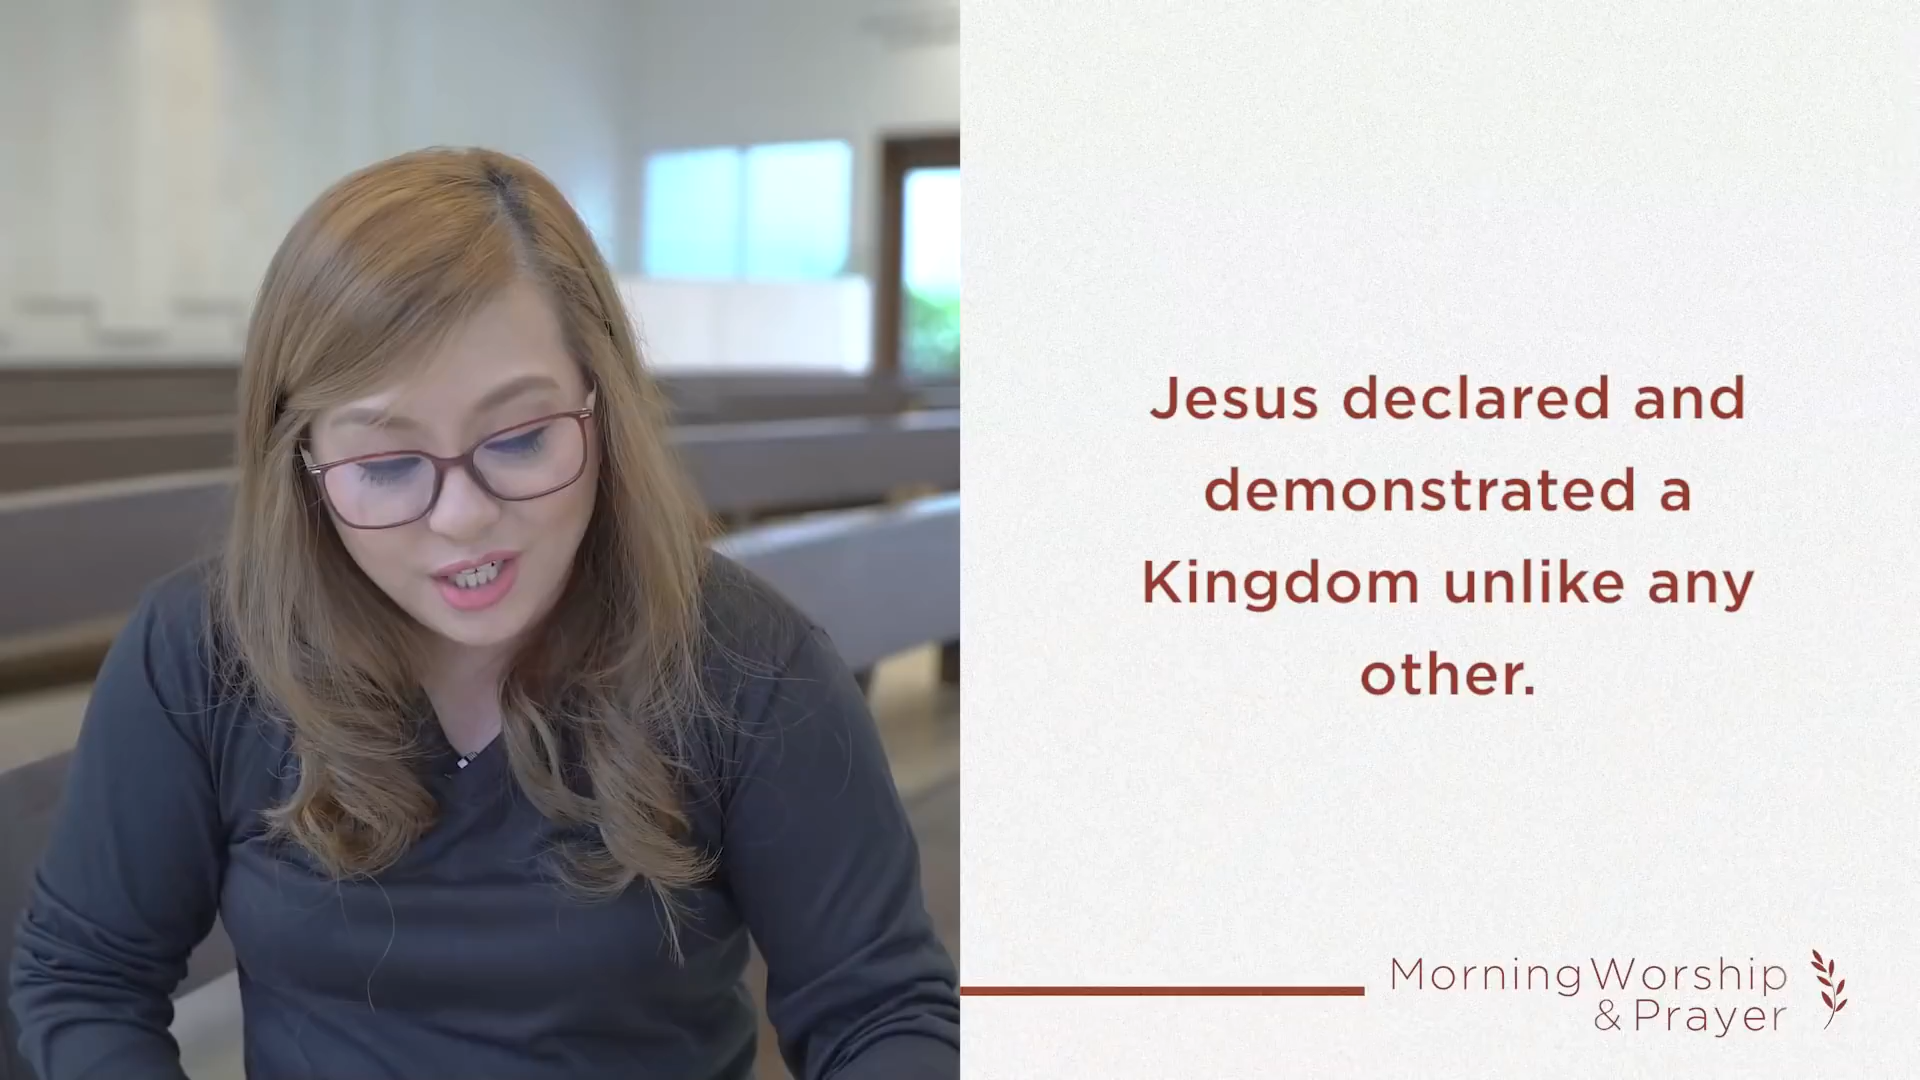 Jesus declared and
demonstrated a
Kingdom unlike any
other.
Morning Worship
& Prayer